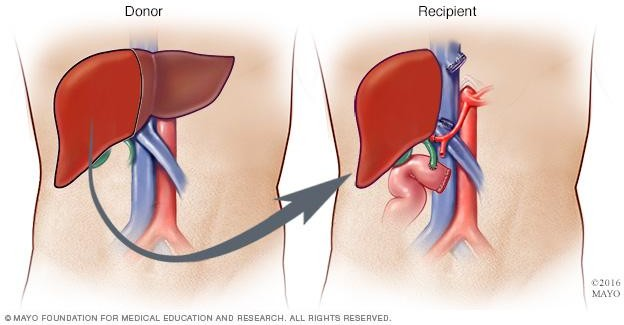 Donor
Recipient
©2016
MAYO
© MAYO FOUNDATION FOR MEDICAL EDUCATION AND RESEARCH. ALL RIGHTS RESERVED.